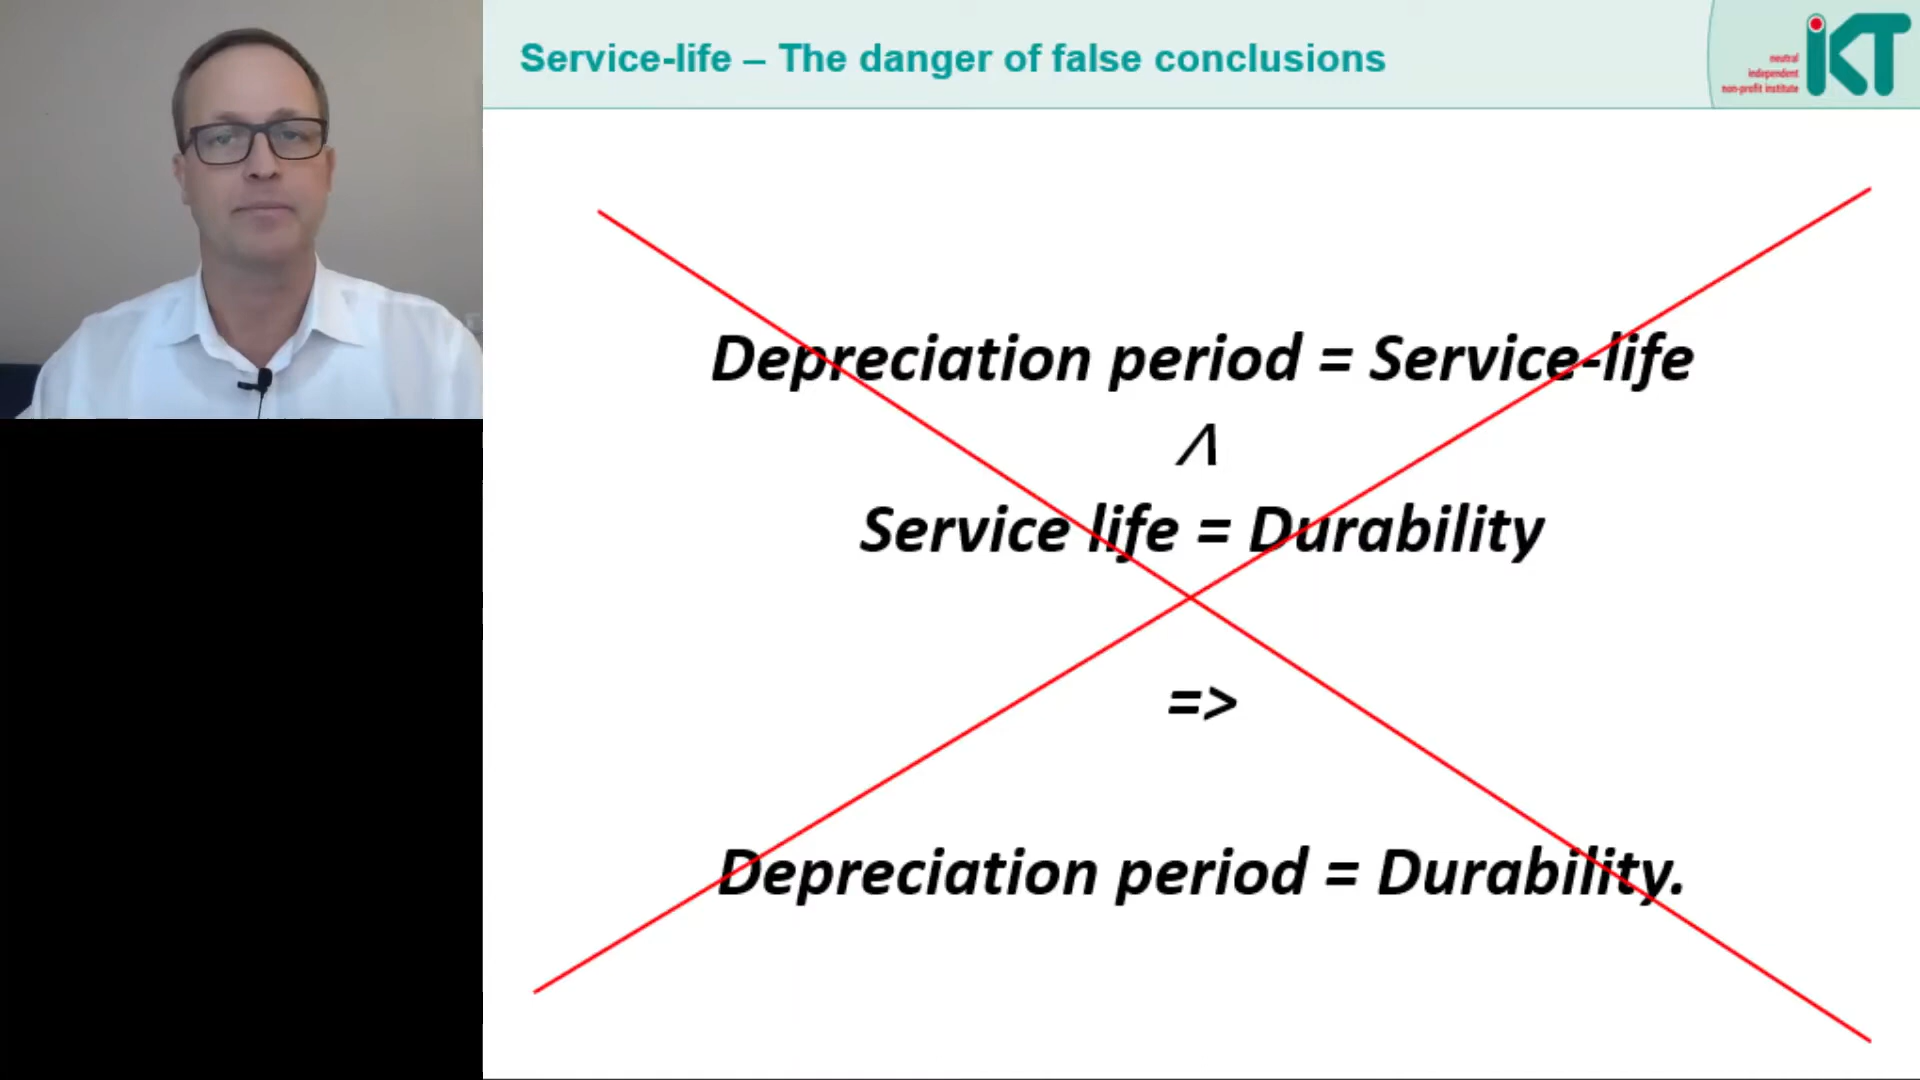 Service-life – The danger of false conclusions
neutral
independent
non-profit institute
iKT
Depreciation period = Service-life
Λ
Service life = Durability
=>
Depreciation period = Durability.